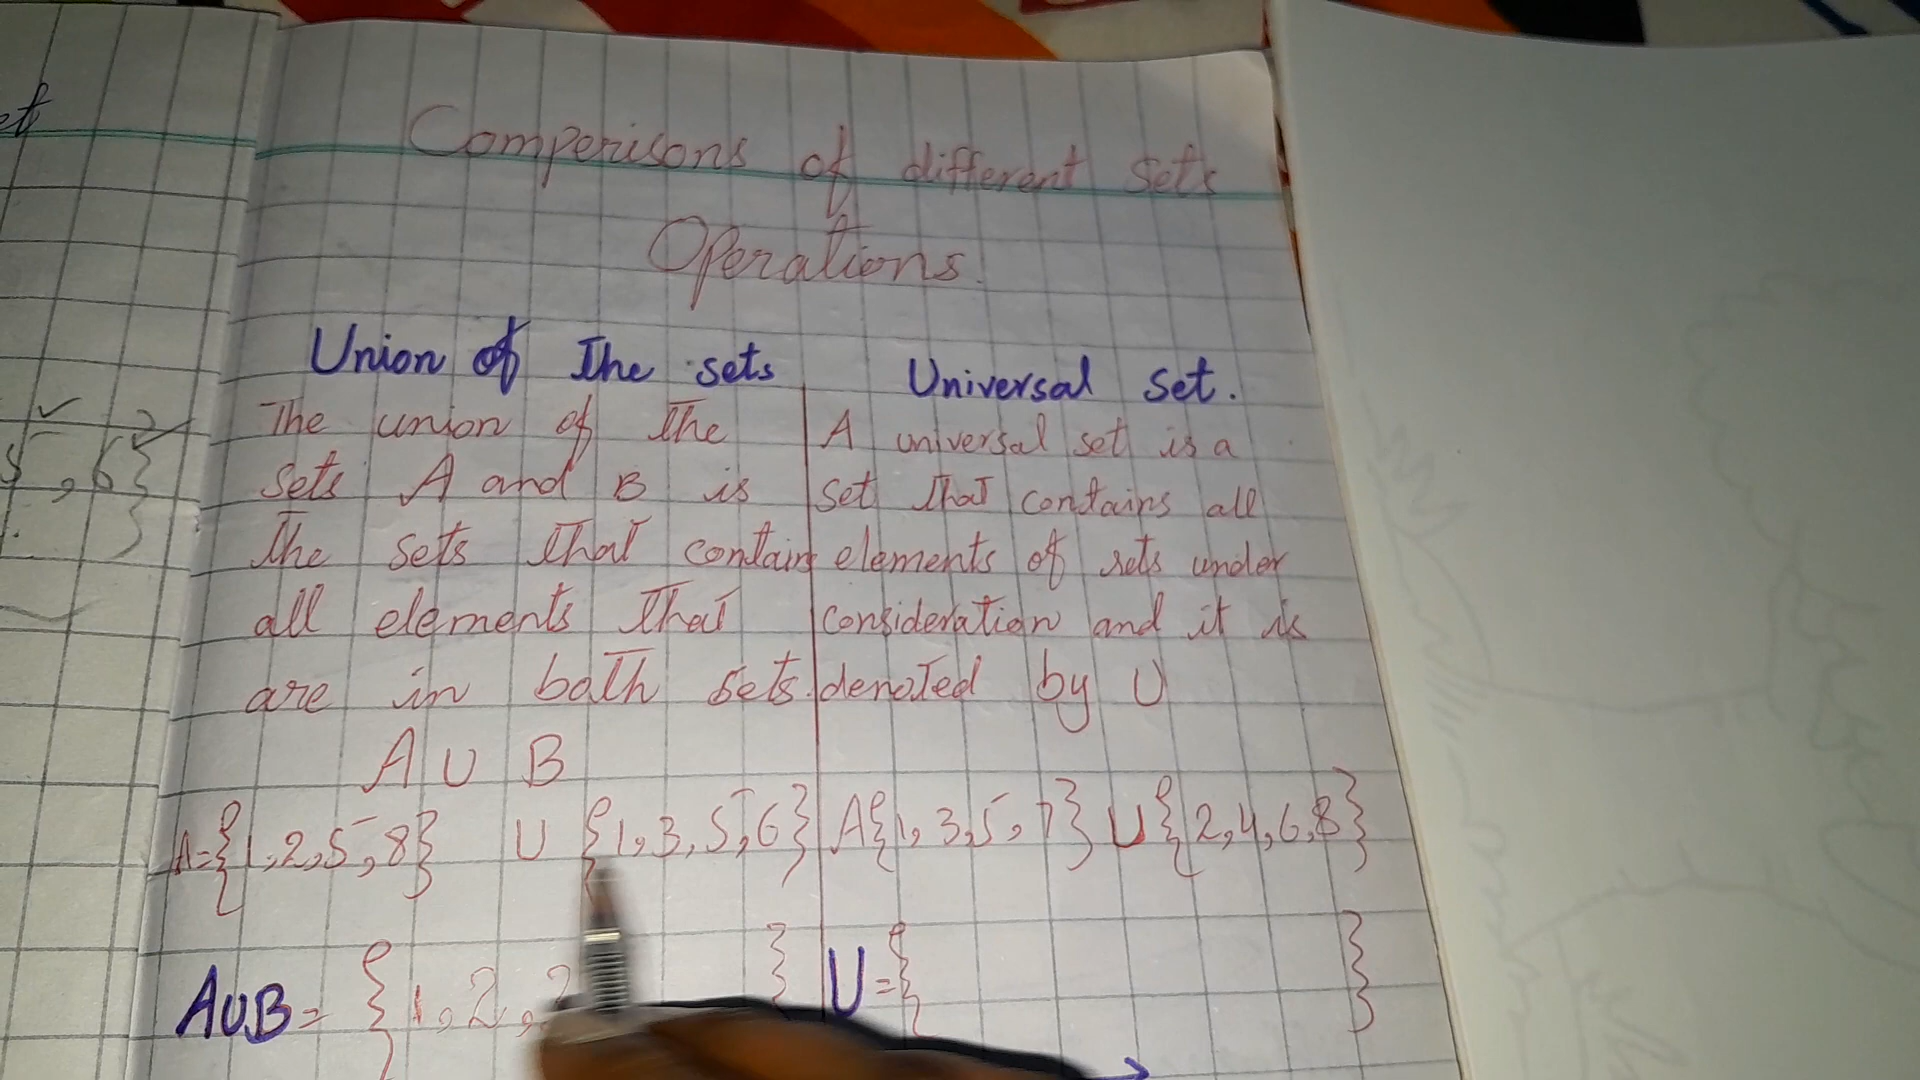 et
Comperisons of different sets
Operations.
Union of The sets
The union of The
sets A and B is
The sets that contain
all elements that
are in both sets.
A U B
A={1,2,5,8} U {1,3,5,6}
AUB= {1,2, }
Universal set.
A universal set is a
set that contains all
elements of sets under
consideration and it is
denoted by U
A{1,3,5,7} U {2,4,6,8}
U={ }
5,6}